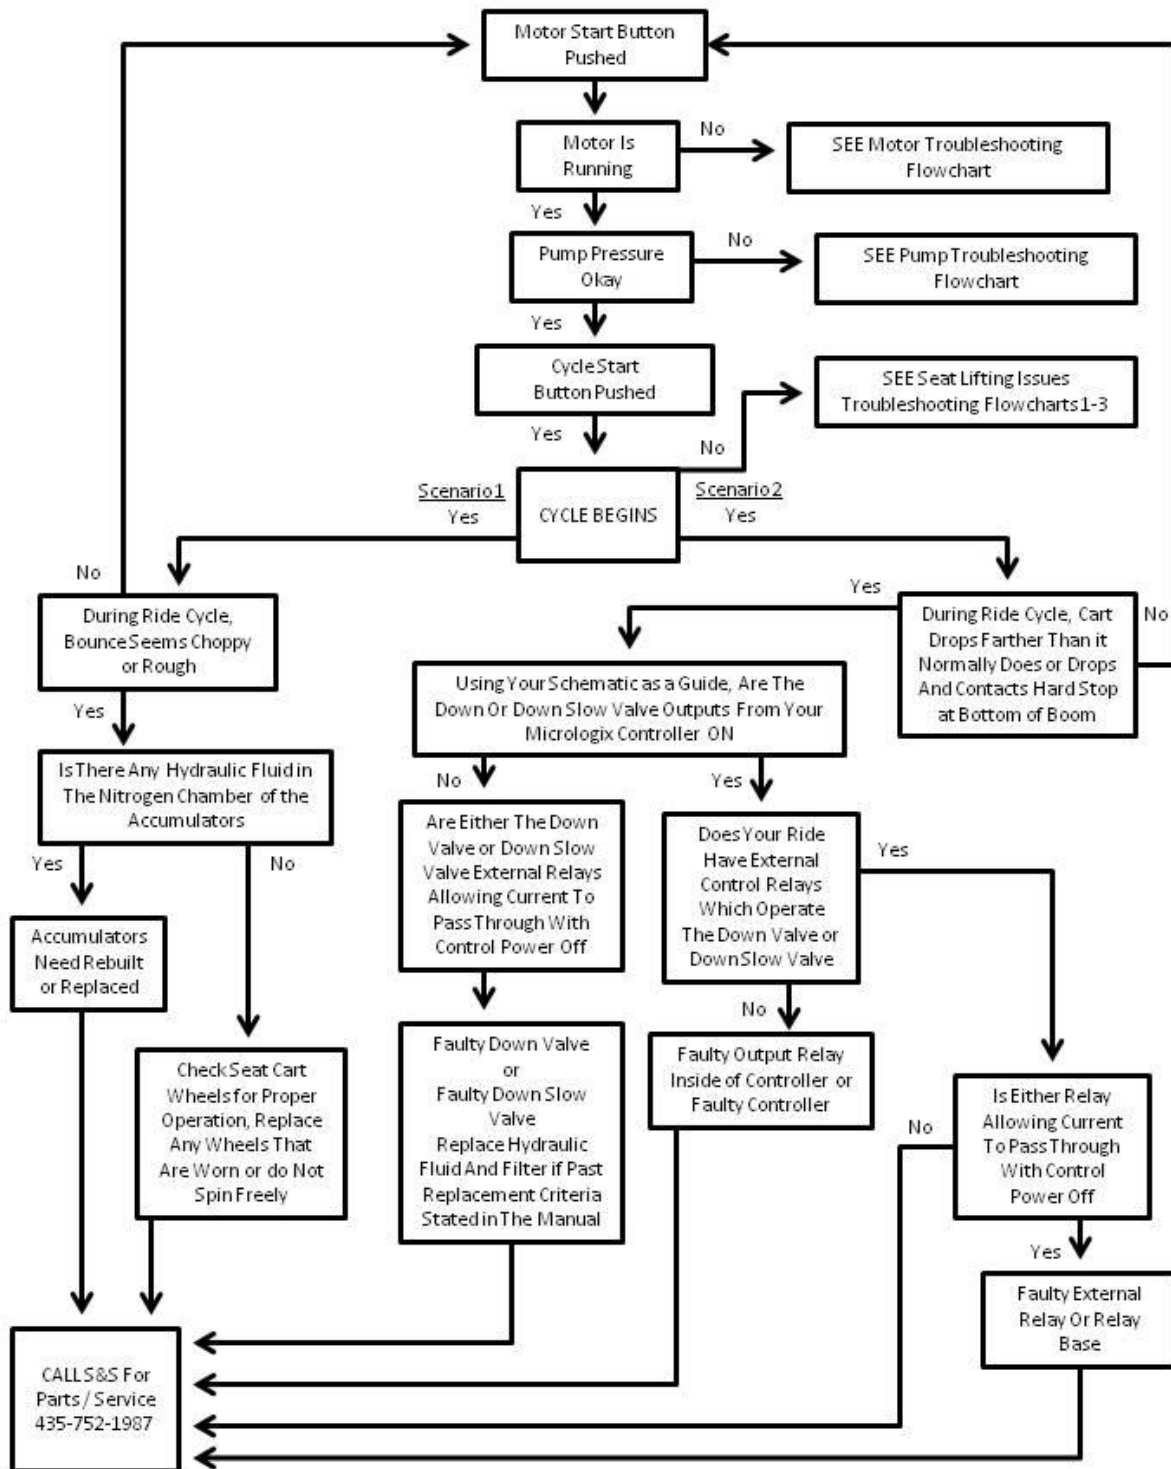 Motor Start Button
Pushed
Motor Is
Running
No
SEE Motor Troubleshooting
Flowchart
Yes
Pump Pressure
Okay
No
SEE Pump Troubleshooting
Flowchart
Yes
Cycle Start
Button Pushed
SEE Seat Lifting Issues
Troubleshooting Flowcharts 1-3
Yes
No
Scenario 1
Yes
CYCLE BEGINS
Scenario 2
Yes
No
During Ride Cycle,
Bounce Seems Choppy
or Rough
Yes
During Ride Cycle, Cart
Drops Farther Than it
Normally Does or Drops
And Contacts Hard Stop
at Bottom of Boom
No
Yes
Using Your Schematic as a Guide, Are The
Down Or Down Slow Valve Outputs From Your
Micrologix Controller ON
Yes
Is There Any Hydraulic Fluid in
The Nitrogen Chamber of the
Accumulators
No
Yes
Are Either The Down
Valve or Down Slow
Valve External Relays
Allowing Current To
Pass Through With
Control Power Off
Does Your Ride
Have External
Control Relays
Which Operate
The Down Valve or
Down Slow Valve
Yes
Yes
No
Accumulators
Need Rebuilt
or Replaced
No
Check Seat Cart
Wheels for Proper
Operation, Replace
Any Wheels That
Are Worn or do Not
Spin Freely
Faulty Down Valve
or
Faulty Down Slow
Valve
Replace Hydraulic
Fluid And Filter if Past
Replacement Criteria
Stated in The Manual
Faulty Output Relay
Inside of Controller or
Faulty Controller
No
Is Either Relay
Allowing Current
To Pass Through
With Control
Power Off
Yes
Faulty External
Relay Or Relay
Base
CALL S&S For
Parts / Service
435-752-1987